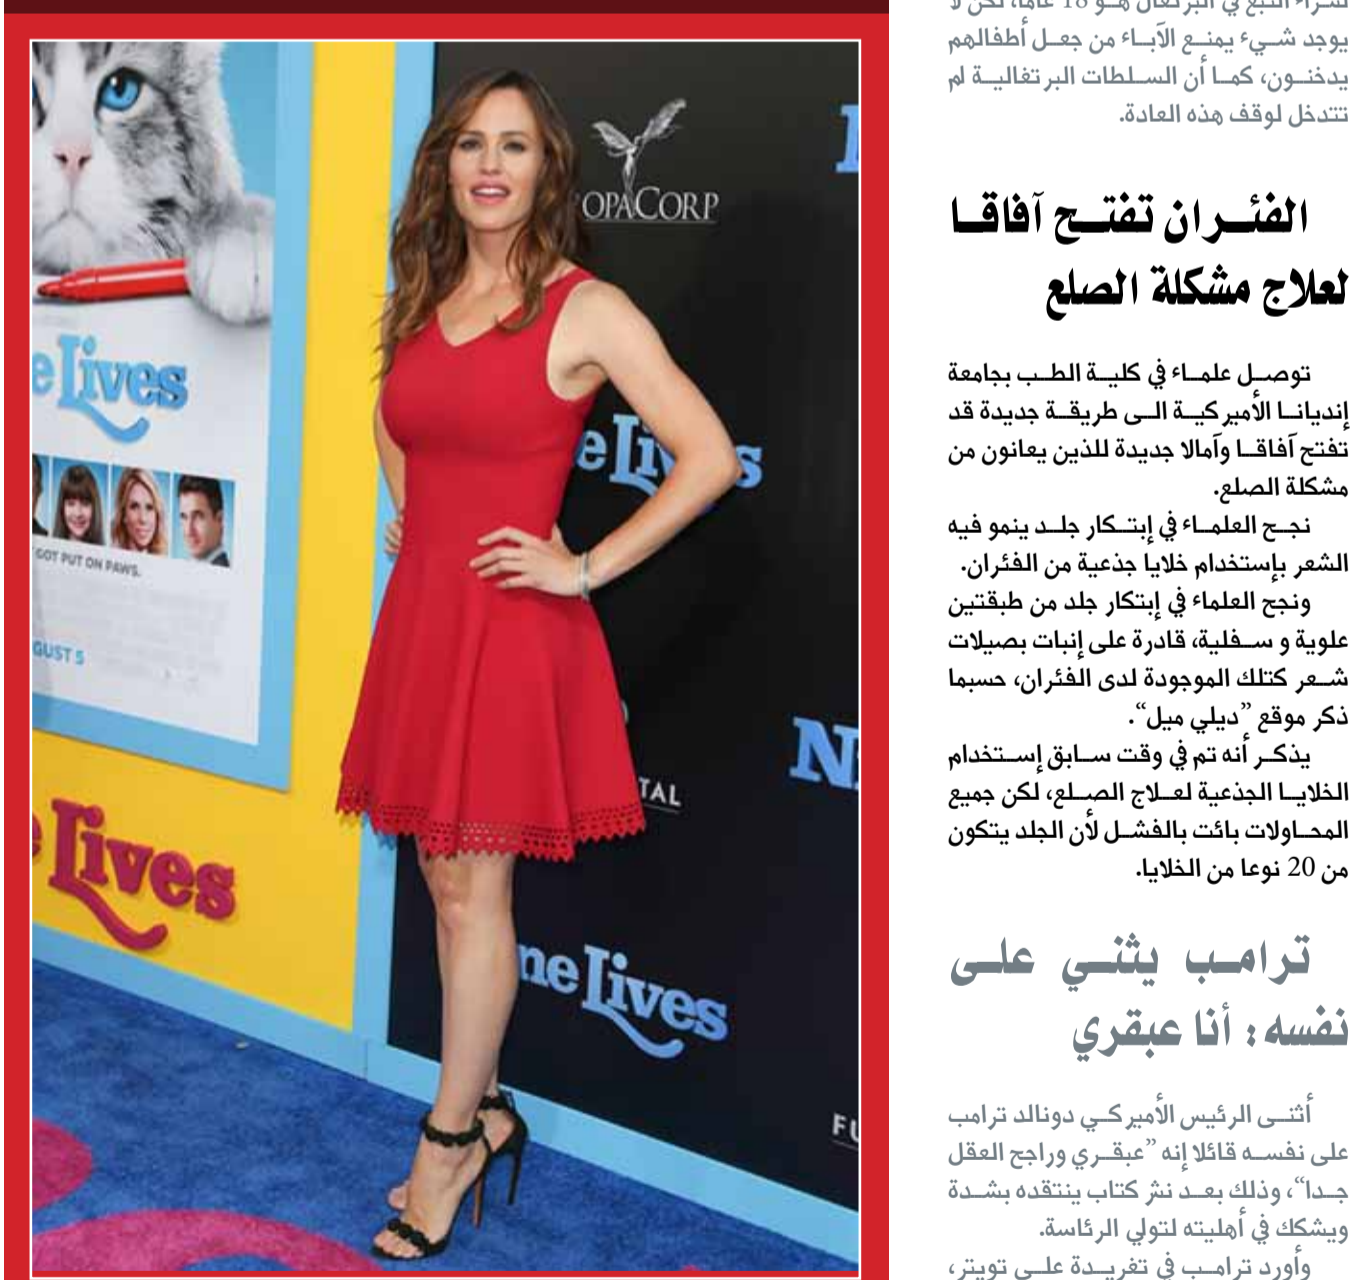 يوجد شيء يمنع الآباء من جعل أطفالهم
يدخنون، كما أن السلطات البرتغالية لم
تتدخل لوقف هذه العادة.
الفئران تفتح آفاقا
لعلاج مشكلة الصلع
توصل علماء في كلية الطب بجامعة
إنديانا الأميركية الى طريقة جديدة قد
تفتح آفاقا وآمالا جديدة للذين يعانون من
مشكلة الصلع.
نجح العلماء في إبتكار جلد ينمو فيه
الشعر بإستخدام خلايا جذعية من الفئران.
ونجح العلماء في إبتكار جلد من طبقتين
علوية و سفلية، قادرة على إنبات بصيلات
شعر كتلك الموجودة لدى الفئران، حسبما
ذكر موقع ”ديلي ميل“.
يذكر أنه تم في وقت سابق إستخدام
الخلايا الجذعية لعلاج الصلع، لكن جميع
المحاولات بائت بالفشل لأن الجلد يتكون
من 20 نوعا من الخلايا.
ترامب يثني على
نفسه: أنا عبقري
أثنى الرئيس الأميركي دونالد ترامب
على نفسه قائلا إنه ”عبقري وراجح العقل
جدا“، وذلك بعد نشر كتاب ينتقده بشدة
ويشكك في أهليته لتولي الرئاسة.
وأورد ترامب في تغريدة على تويتر،
OPACORP
e Lives
GOT PUT ON PAWS.
GUST 5
e Lives
TAL
e Lives
ne Lives